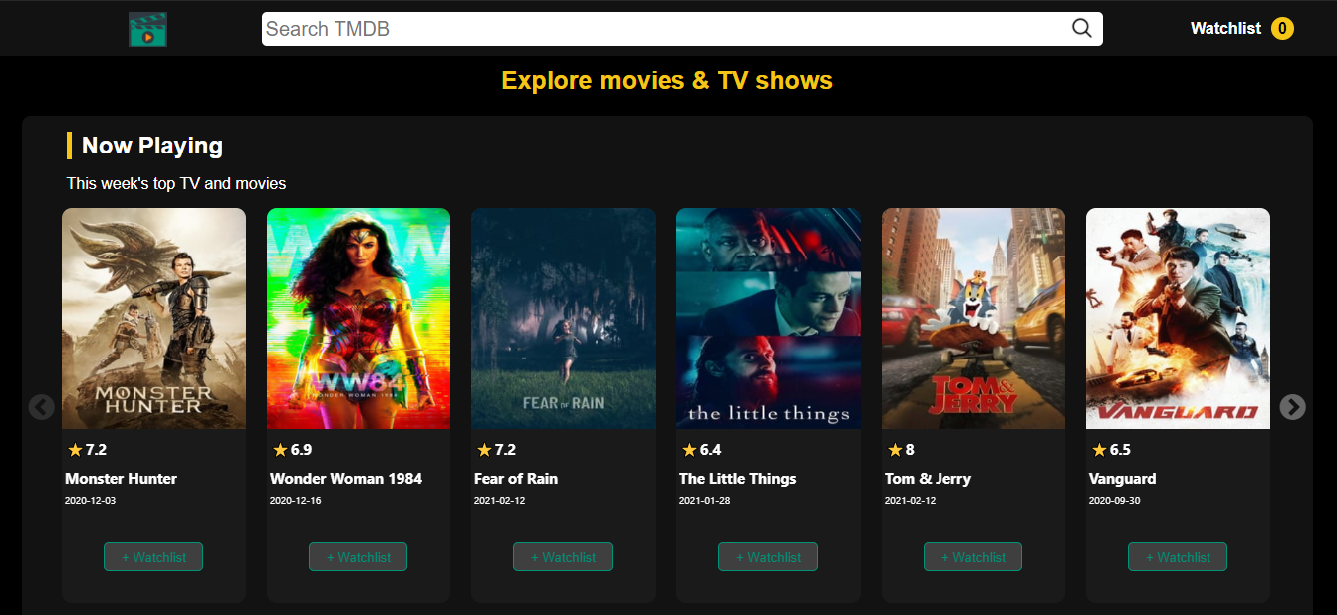 Search TMDB
Watchlist 0
Explore movies & TV shows
Now Playing
This week's top TV and movies
MONSTER
HUNTER
WW84
WONDER WOMAN 1984
FEAR OF RAIN
the little things
TOM &
JERRY
VANGUARD
7.2
6.9
7.2
6.4
8
6.5
Monster Hunter
Wonder Woman 1984
Fear of Rain
The Little Things
Tom & Jerry
Vanguard
2020-12-03
2020-12-16
2021-02-12
2021-01-28
2021-02-12
2020-09-30
+ Watchlist
+ Watchlist
+ Watchlist
+ Watchlist
+ Watchlist
+ Watchlist